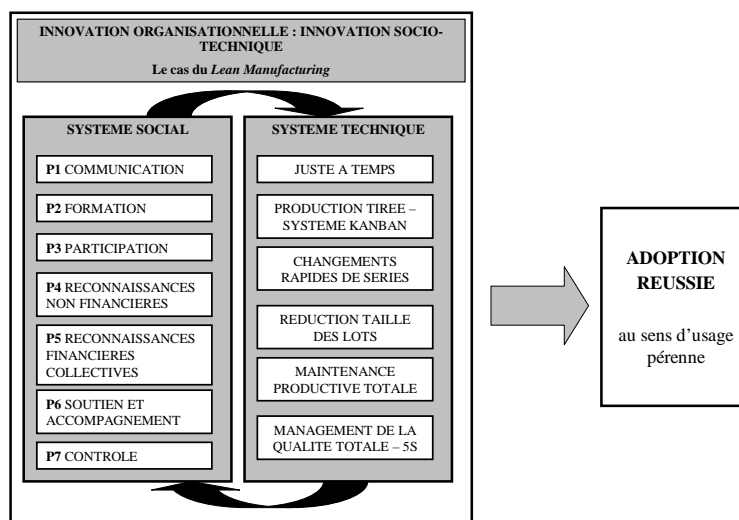 INNOVATION ORGANISATIONNELLE : INNOVATION SOCIO-
TECHNIQUE
Le cas du Lean Manufacturing
SYSTEME SOCIAL
P1 COMMUNICATION
P2 FORMATION
P3 PARTICIPATION
P4 RECONNAISSANCES
NON FINANCIERES
P5 RECONNAISSANCES
FINANCIERES
COLLECTIVES
P6 SOUTIEN ET
ACCOMPAGNEMENT
P7 CONTROLE
SYSTEME TECHNIQUE
JUSTE A TEMPS
PRODUCTION TIREE –
SYSTEME KANBAN
CHANGEMENTS
RAPIDES DE SERIES
REDUCTION TAILLE
DES LOTS
MAINTENANCE
PRODUCTIVE TOTALE
MANAGEMENT DE LA
QUALITE TOTALE – 5S
ADOPTION
REUSSIE
au sens d’usage
pérenne